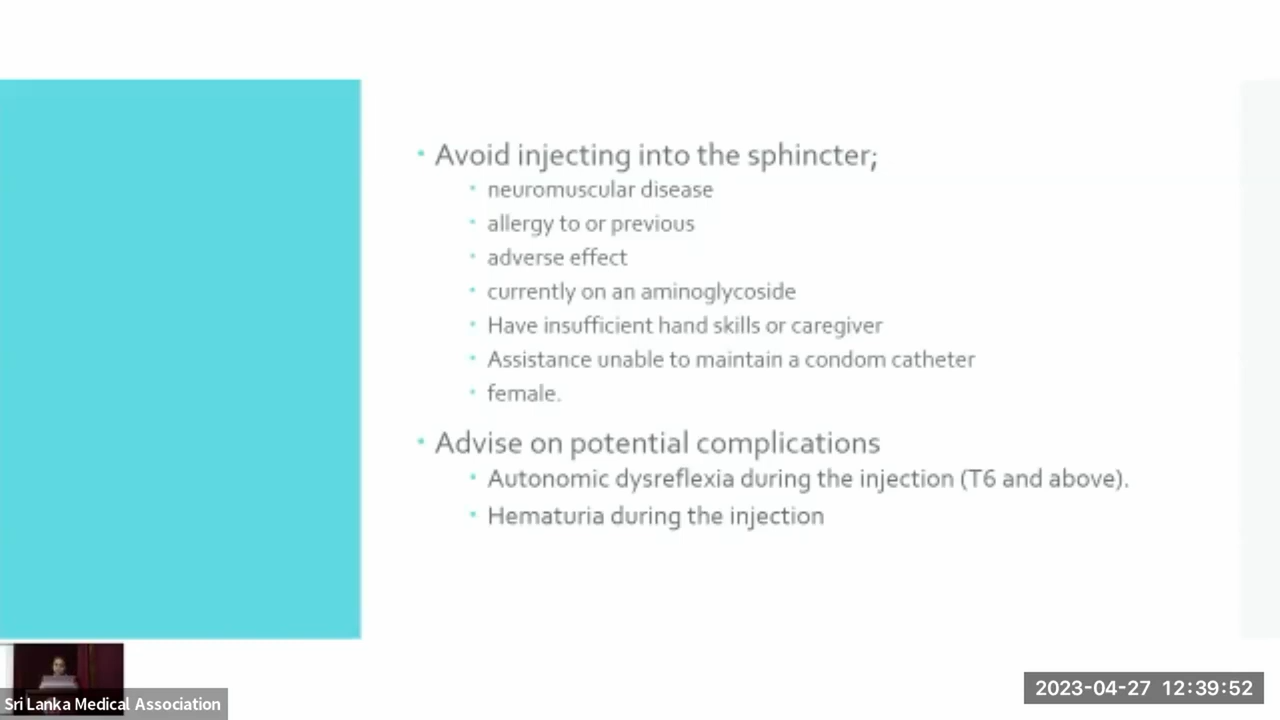 Avoid injecting into the sphincter;
neuromuscular disease
allergy to or previous
adverse effect
currently on an aminoglycoside
Have insufficient hand skills or caregiver
Assistance unable to maintain a condom catheter
female.
Advise on potential complications
Autonomic dysreflexia during the injection (T6 and above).
Hematuria during the injection
Sri Lanka Medical Association
2023-04-27 12:39:52